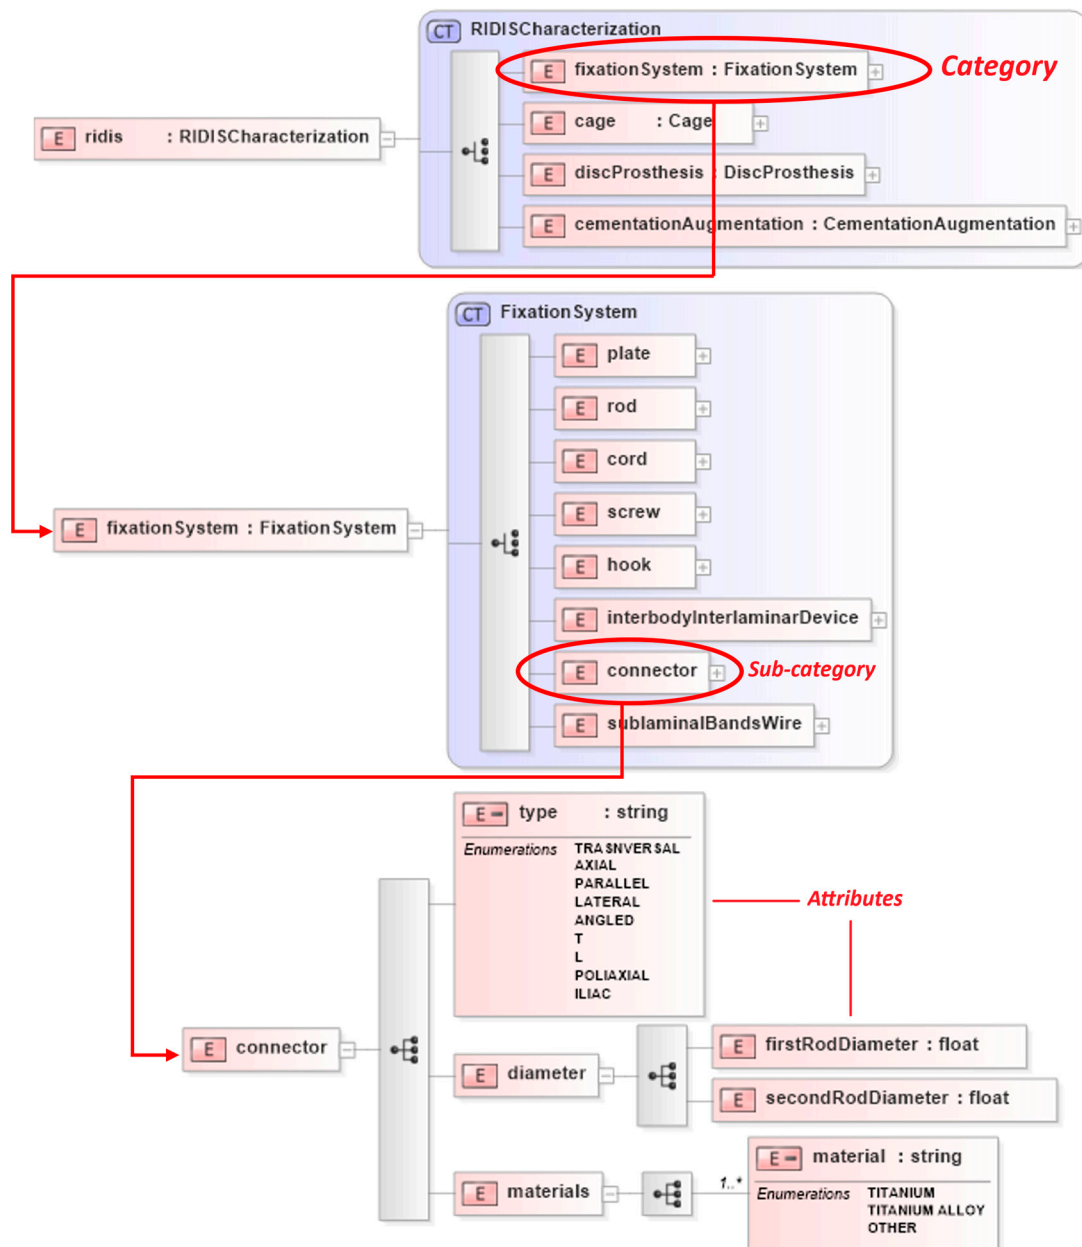 CT RIDISCharacterization
E fixationSystem : FixationSystem
Category
E ridis : RIDISCharacterization
E cage : Cage
E discProsthesis : DiscProsthesis
E cementationAugmentation : CementationAugmentation
CT FixationSystem
E plate
E rod
E cord
E screw
E fixationSystem : FixationSystem
E hook
E interbodyInterlaminarDevice
E connector
Sub-category
E sublaminalBandsWire
E type : string
Enumerations TRASNVERSAL
AXIAL
PARALLEL
LATERAL
ANGLED
T
L
POLIAXIAL
ILIAC
Attributes
E connector
E diameter
E firstRodDiameter : float
E secondRodDiameter : float
E materials
1..*
E material : string
Enumerations TITANIUM
TITANIUM ALLOY
OTHER